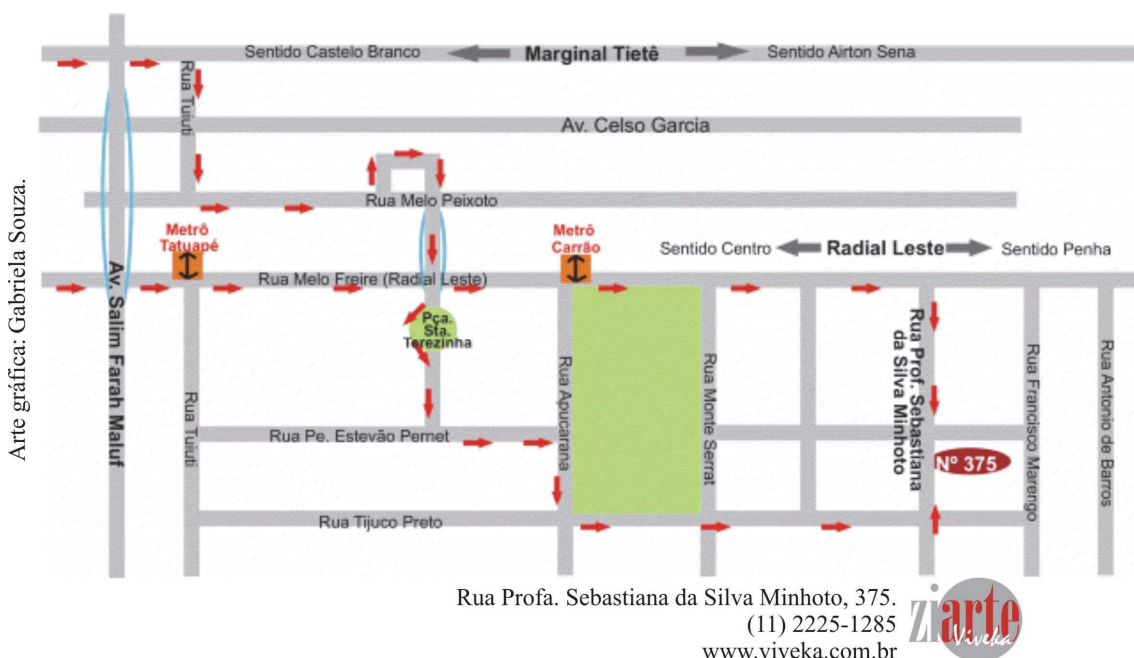 Sentido Castelo Branco
Marginal Tietê
Sentido Airton Sena
Rua Tuiuti
Av. Celso Garcia
Rua Melo Peixoto
Metrô
Tatuapé
Metrô
Carrão
Sentido Centro
Radial Leste
Sentido Penha
Rua Melo Freire (Radial Leste)
Av. Salim Farah Maluf
Pça.
Sta.
Terezinha
Rua Tuiuti
Rua Apucarana
Rua Monte Serrat
Rua Prof. Sebastiana
da Silva Minhoto
Rua Francisco Marengo
Rua Antonio de Barros
Rua Pe. Estevão Pernet
Nº 375
Rua Tijuco Preto
Arte gráfica: Gabriela Souza.
Rua Profa. Sebastiana da Silva Minhoto, 375.
(11) 2225-1285
www.viveka.com.br
ziarte
Viveka